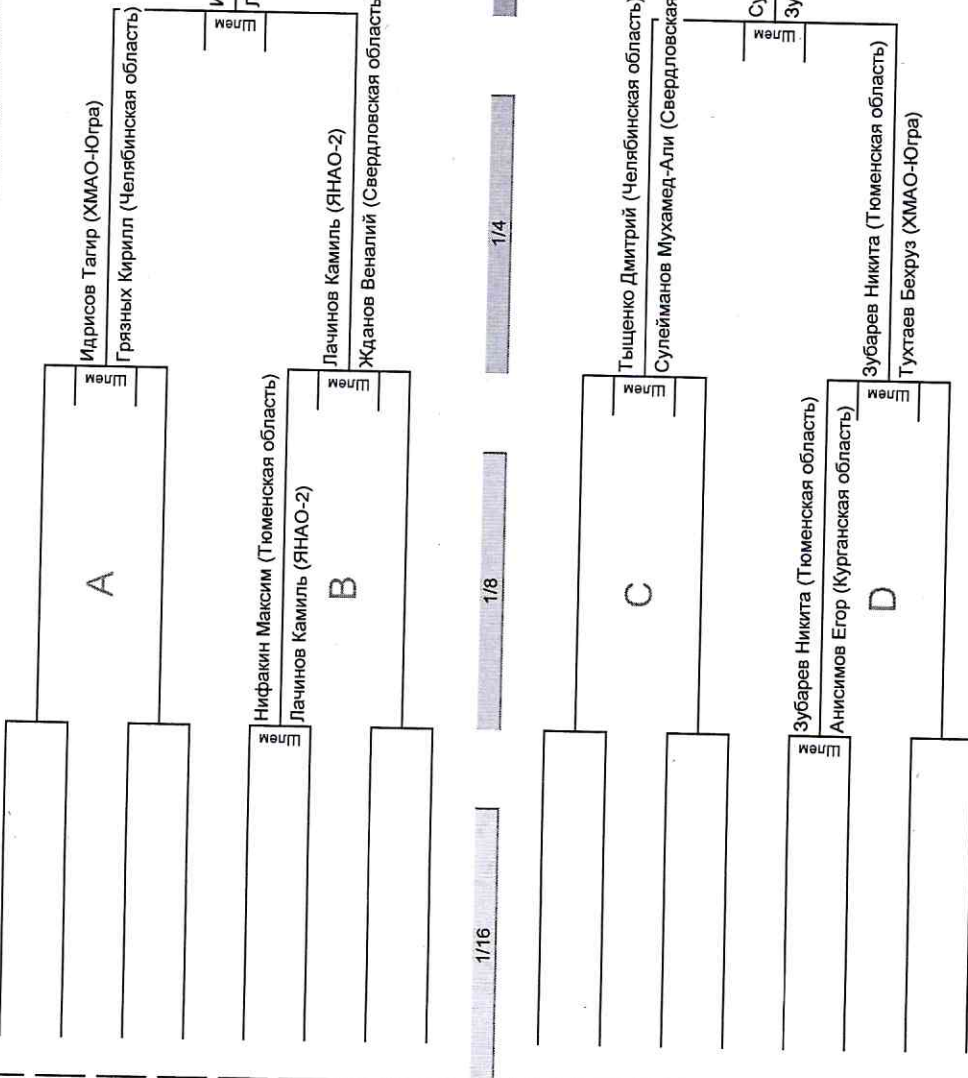 Идрисов Тагир (ХМАО-Югра)
Шлем
Грязных Кирилл (Челябинская область)
Шлем
Нифакин Максим (Тюменская область)
Шлем
Лачинов Камиль (ЯНАО-2)
Лачинов Камиль (ЯНАО-2)
Шлем
Жданов Веналий (Свердловская область
A
B
1/16
1/8
1/4
Тыщенко Дмитрий (Челябинская область)
Шлем
Сулейманов Мухамед-Али (Свердловская
Су
Шлем
Зу
Зубарев Никита (Тюменская область)
Шлем
Анисимов Егор (Курганская область)
Зубарев Никита (Тюменская область)
Шлем
Тухтаев Бехруз (ХМАО-Югра)
C
D